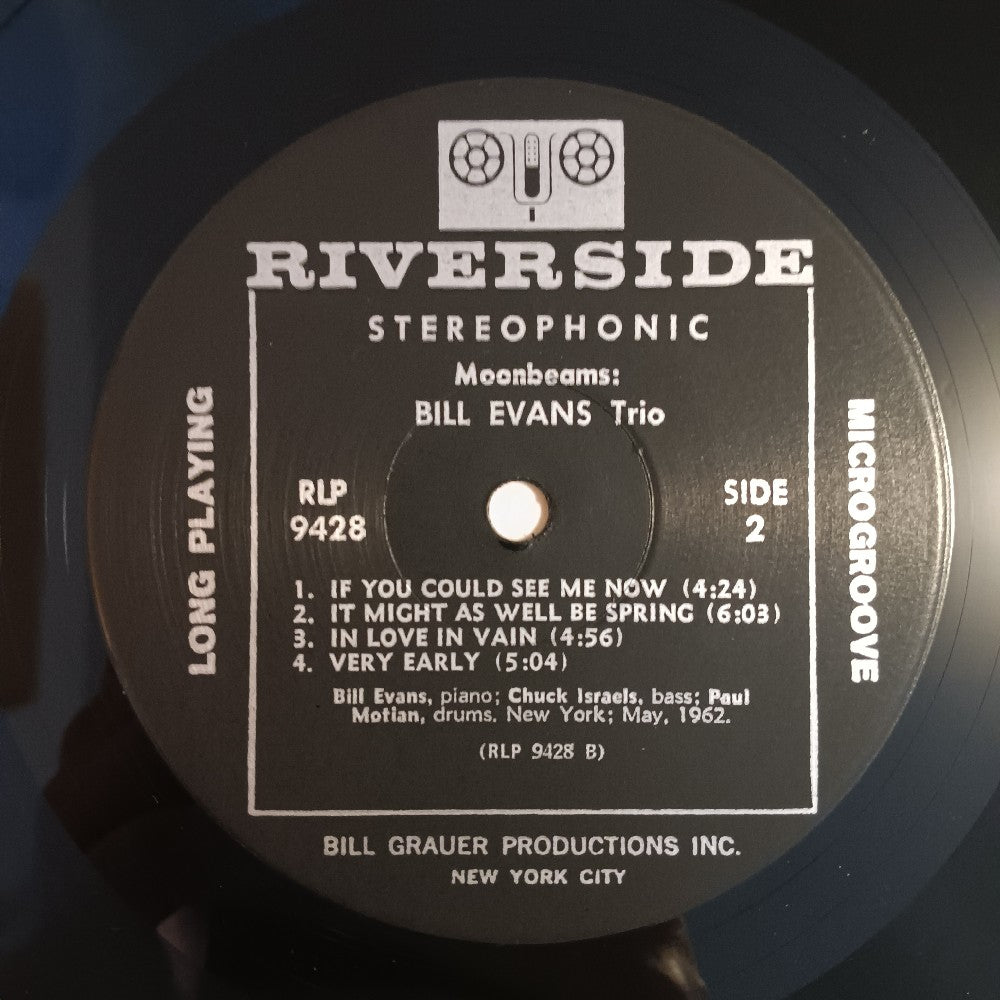 RIVERSIDE
STEREOPHONIC
Moonbeams:
BILL EVANS Trio
RLP
9428
SIDE
2
LONG PLAYING
MICROGROOVE
1. IF YOU COULD SEE ME NOW (4:24)
2. IT MIGHT AS WELL BE SPRING (6:03)
3. IN LOVE IN VAIN (4:56)
4. VERY EARLY (5:04)
Bill Evans, piano; Chuck Israels, bass; Paul
Motian, drums. New York; May, 1962.
(RLP 9428 B)
BILL GRAUER PRODUCTIONS INC.
NEW YORK CITY